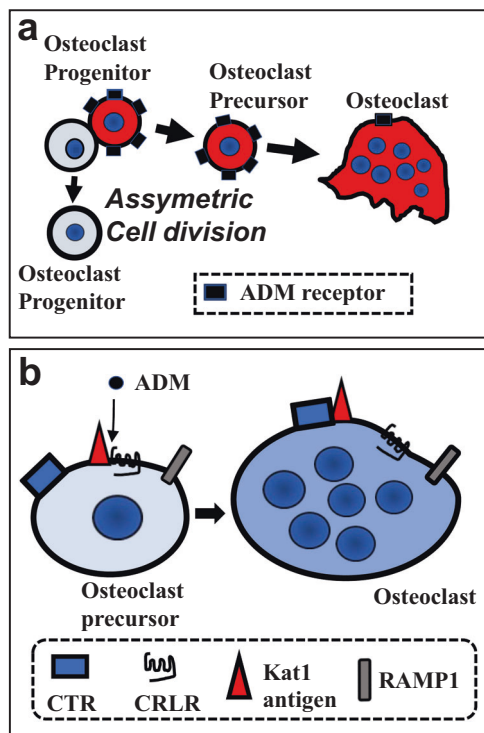 a
Osteoclast
Progenitor
Osteoclast
Precursor
Osteoclast
Assymetric
Cell division
Osteoclast
Progenitor
ADM receptor
b
ADM
Osteoclast
precursor
Osteoclast
CTR
CRLR
Kat1
antigen
RAMP1